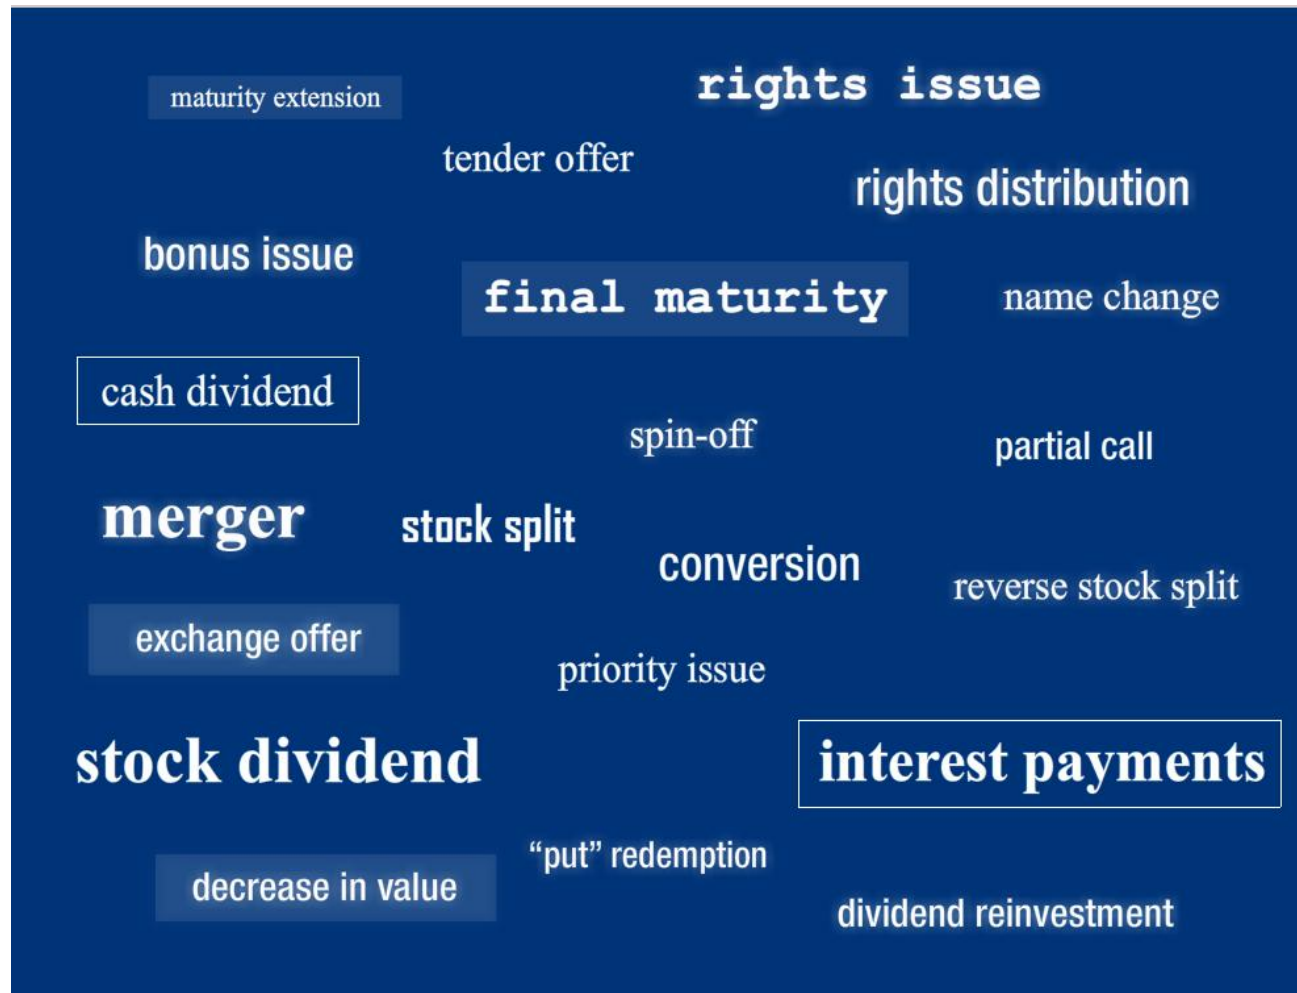 rights issue
maturity extension
tender offer
rights distribution
bonus issue
final maturity
name change
cash dividend
spin-off
partial call
merger
stock split
conversion
reverse stock split
exchange offer
priority issue
stock dividend
interest payments
“put” redemption
decrease in value
dividend reinvestment